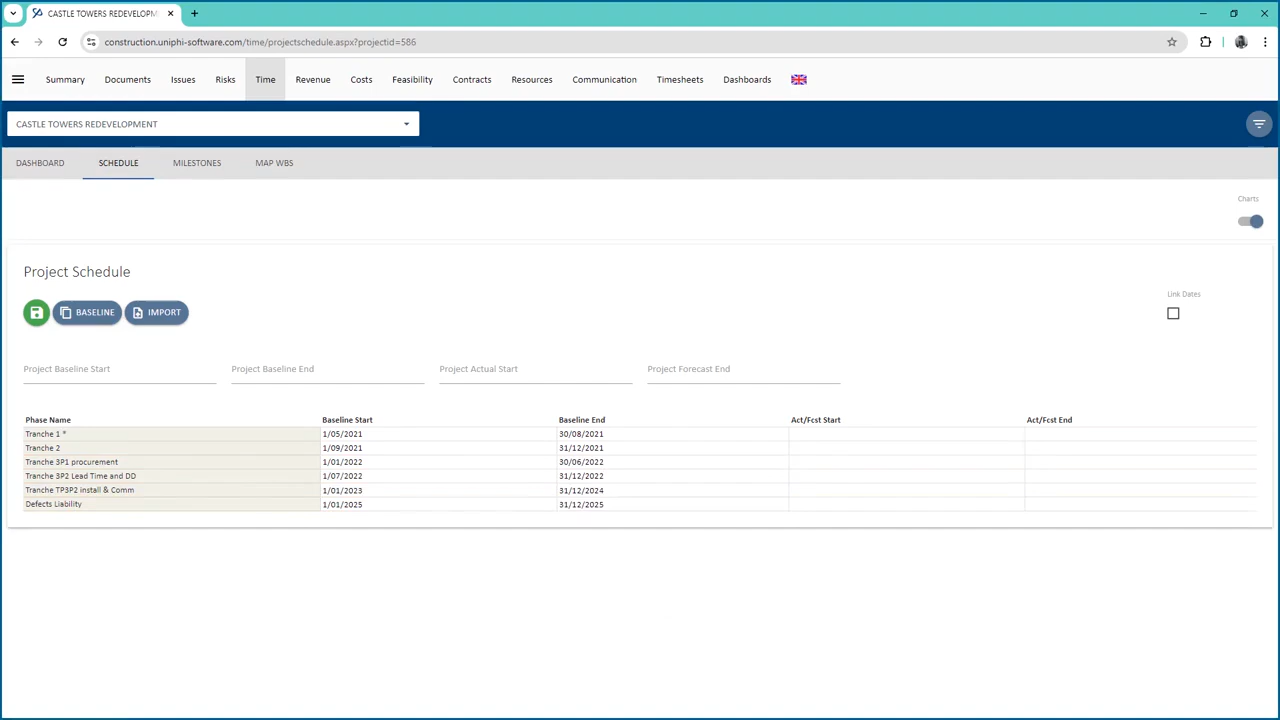 CASTLE TOWERS REDEVELOPM
construction.uniphi-software.com/time/projectschedule.aspx?projectid=586
Summary Documents Issues Risks Time Revenue Costs Feasibility Contracts Resources Communication Timesheets Dashboards
CASTLE TOWERS REDEVELOPMENT
DASHBOARD SCHEDULE MILESTONES MAP WBS
Charts
Project Schedule
Link Dates
BASELINE IMPORT
Project Baseline Start Project Baseline End Project Actual Start Project Forecast End
Phase Name Baseline Start Baseline End Act/Fcst Start Act/Fcst End
Tranche 1 * 1/05/2021 30/08/2021
Tranche 2 1/09/2021 31/12/2021
Tranche 3P1 procurement 1/01/2022 30/06/2022
Tranche 3P2 Lead Time and DD 1/07/2022 31/12/2022
Tranche TP3P2 install & Comm 1/01/2023 31/12/2024
Defects Liability 1/01/2025 31/12/2025